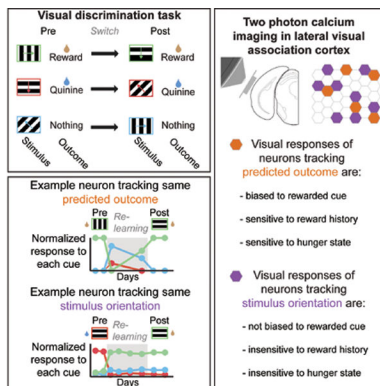 Visual discrimination task
Pre Switch Post
Reward Reward
Quinine Quinine
Nothing Nothing
Stimulus Outcome Stimulus Outcome
Example neuron tracking same
predicted outcome
Pre Re-learning Post
Normalized
response to
each cue
Days
Example neuron tracking same
stimulus orientation
Pre Re-learning Post
Normalized
response to
each cue
Days
Two photon calcium
imaging in lateral visual
association cortex
Visual responses of
neurons tracking
predicted outcome
are:
- biased to rewarded cue
- sensitive to reward history
- sensitive to hunger state
Visual responses of
neurons tracking
stimulus orientation are:
- not biased to rewarded cue
- insensitive to reward history
- insensitive to hunger state